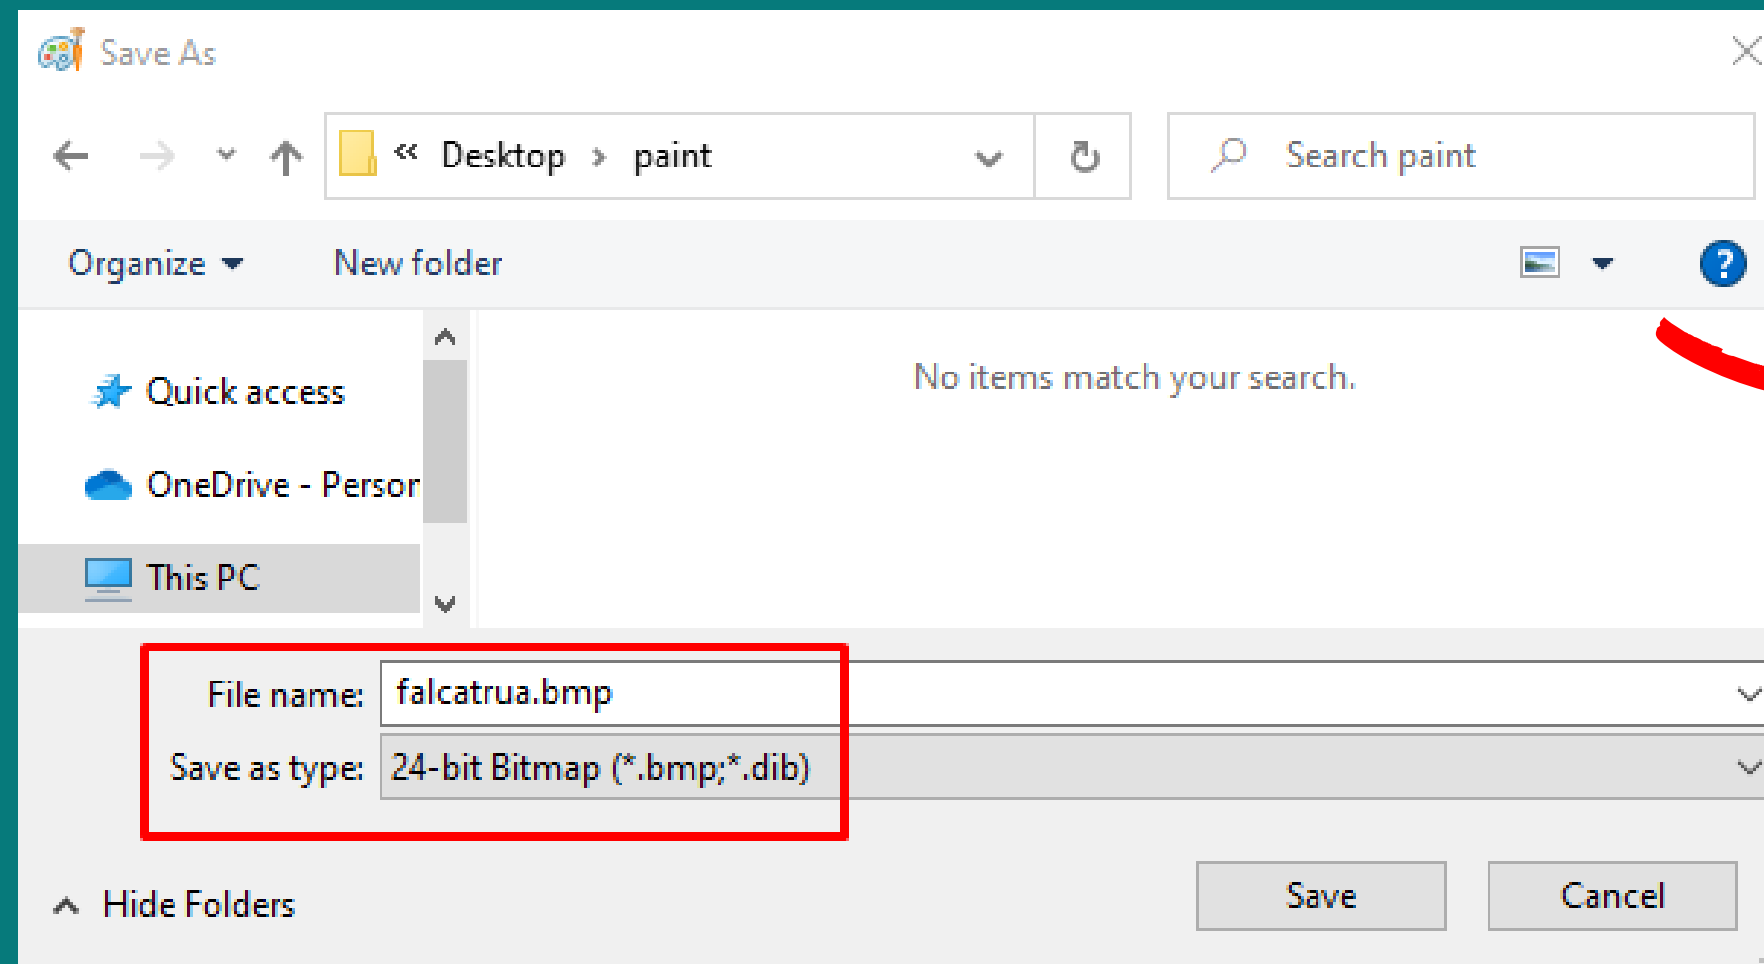 Save As
« Desktop > paint
Search paint
Organize
New folder
?
Quick access
No items match your search.
OneDrive - Person
This PC
File name: falcatrua.bmp
Save as type: 24-bit Bitmap (*.bmp;*.dib)
Hide Folders
Save
Cancel